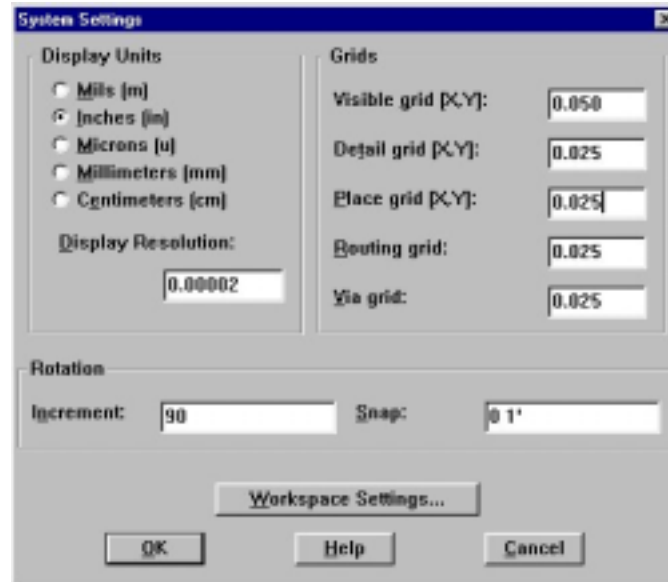 System Settings
Display Units
Mils (m)
Inches (in)
Microns (u)
Millimeters (mm)
Centimeters (cm)
Display Resolution:
0.00002
Grids
Visible grid [X,Y]: 0.050
Detail grid [X,Y]: 0.025
Place grid [X,Y]: 0.025
Routing grid: 0.025
Via grid: 0.025
Rotation
Increment: 90 Snap: 0 1'
Workspace Settings...
OK Help Cancel